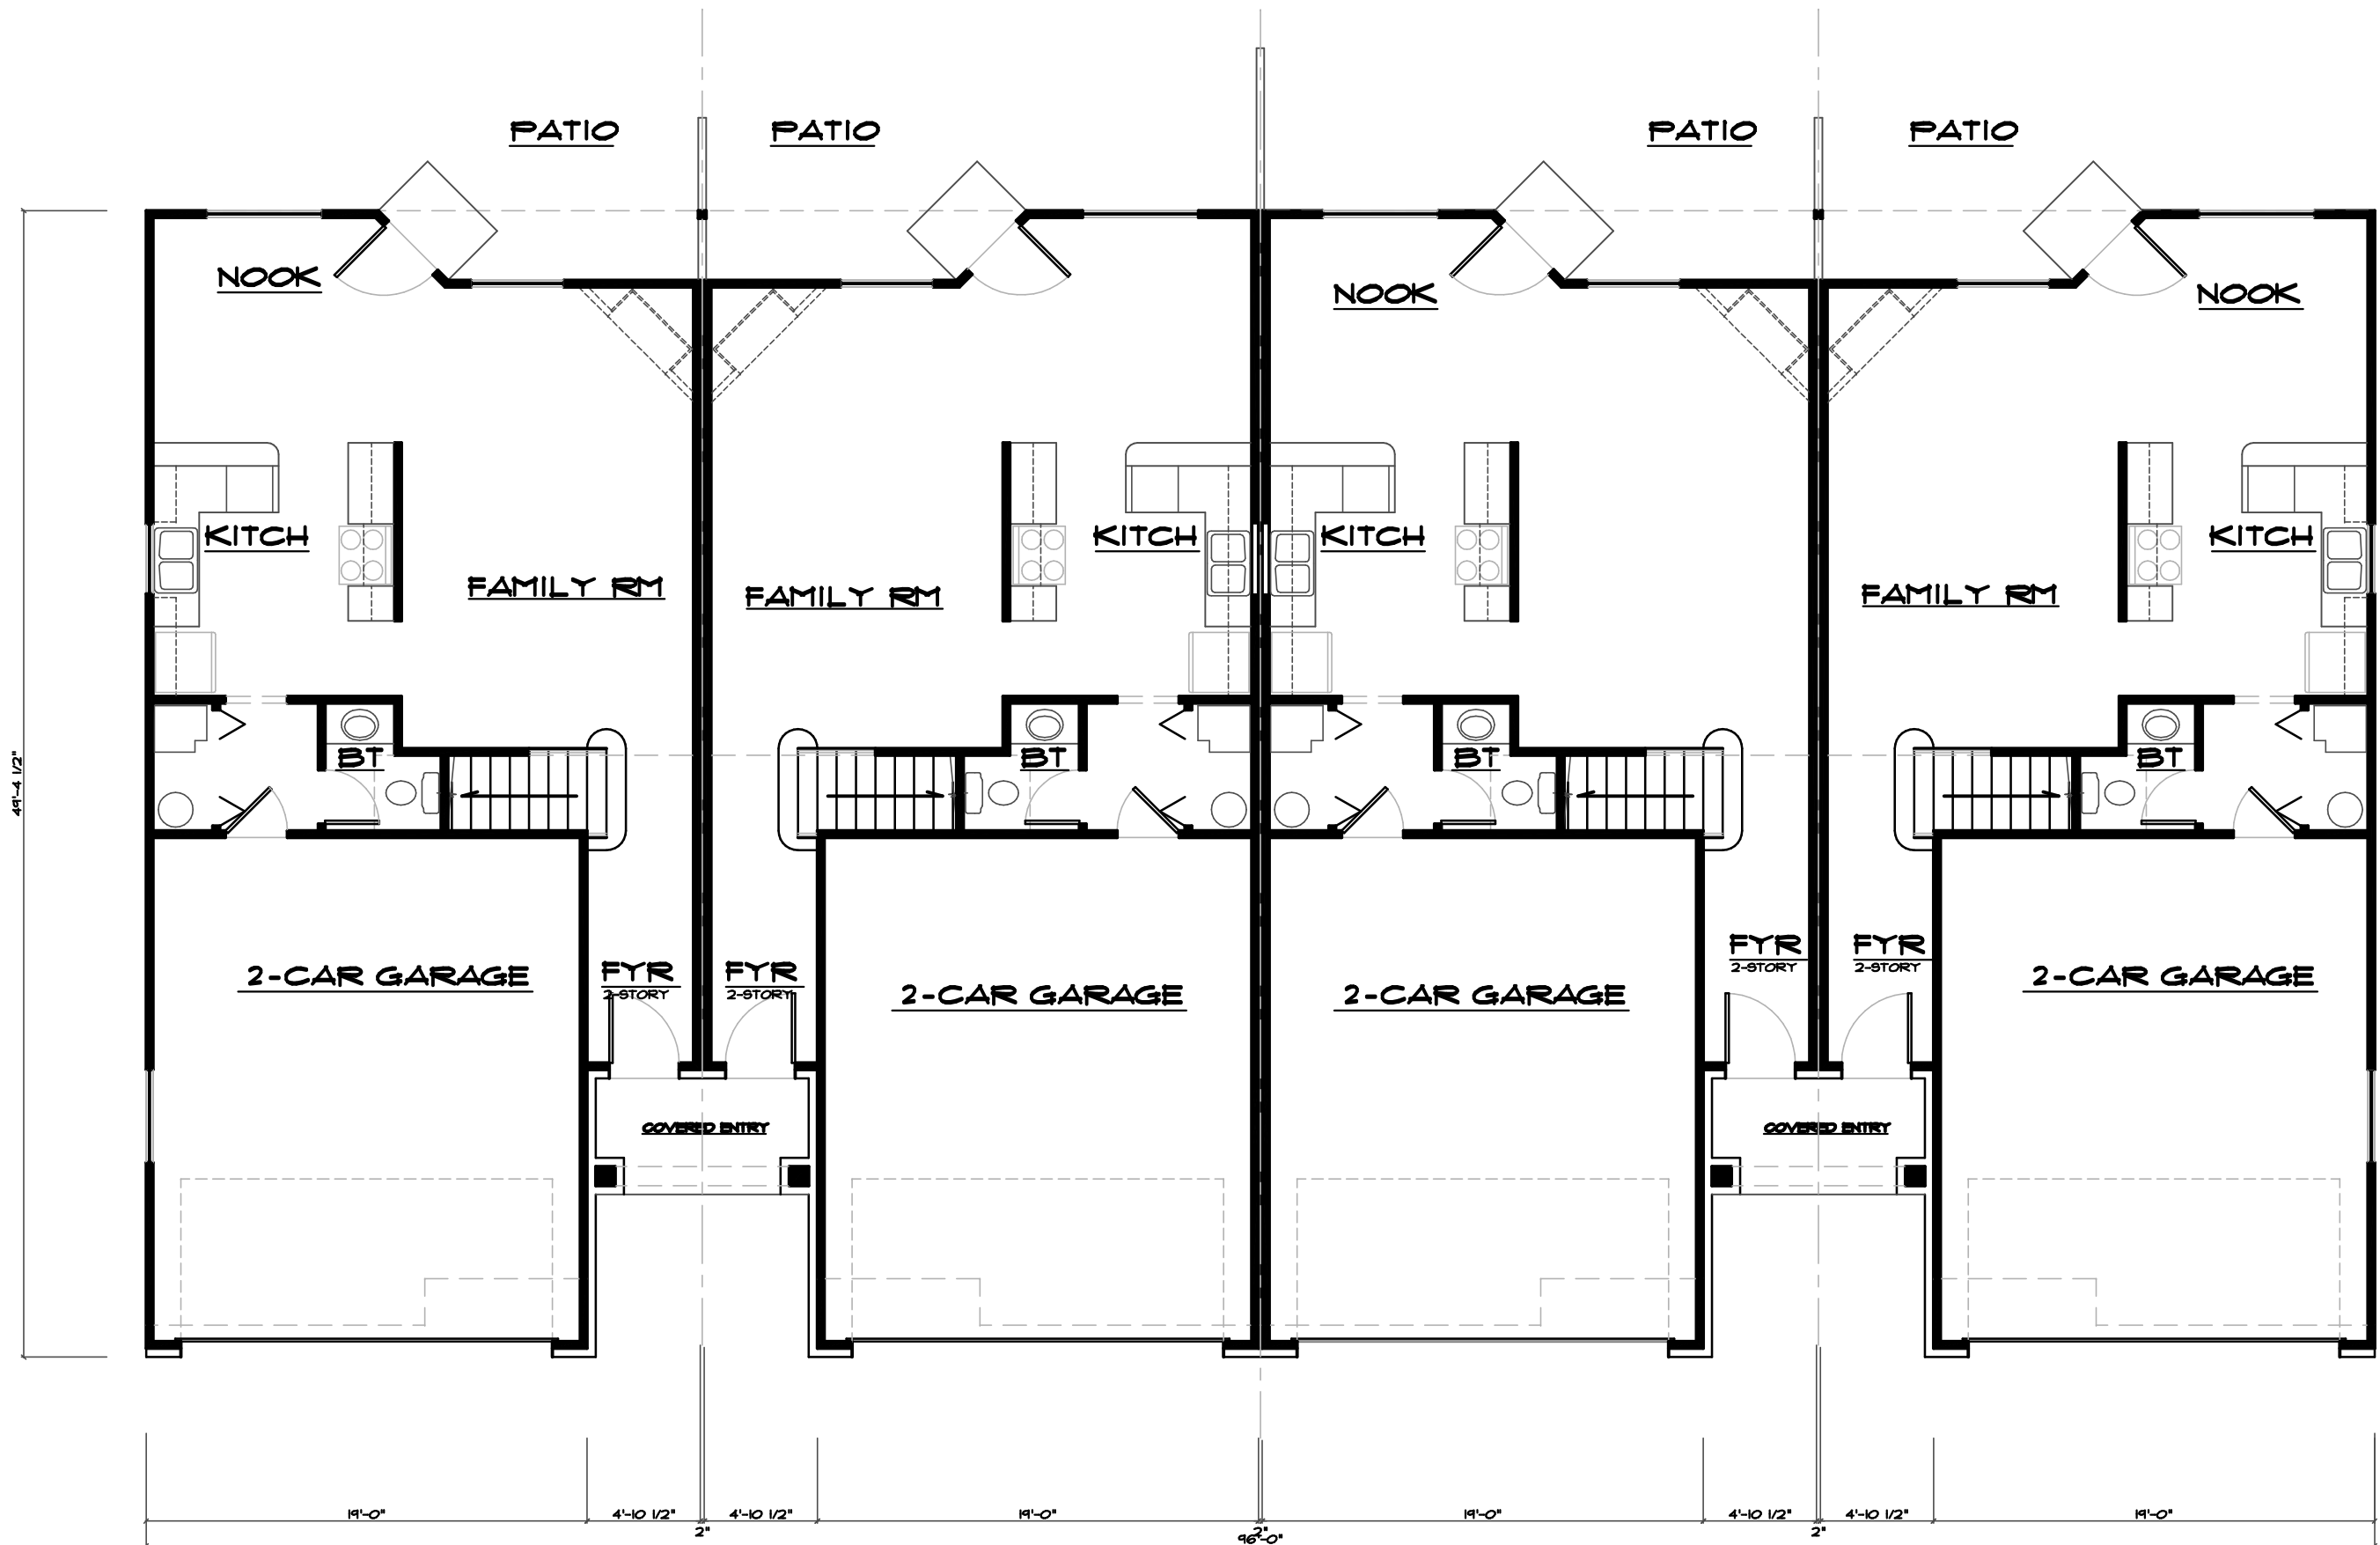 PATIO
PATIO
PATIO
PATIO
NOOK
NOOK
NOOK
KITCH
KITCH
KITCH
KITCH
FAMILY RM
FAMILY RM
FAMILY RM
49'-4 1/2"
BT
BT
BT
BT
FYR
2-STORY
FYR
2-STORY
FYR
2-STORY
FYR
2-STORY
2-CAR GARAGE
2-CAR GARAGE
2-CAR GARAGE
2-CAR GARAGE
COVERED ENTRY
COVERED ENTRY
19'-0"
4'-10 1/2"
4'-10 1/2"
19'-0"
19'-0"
4'-10 1/2"
4'-10 1/2"
19'-0"
2"
2"
2"
96'-0"